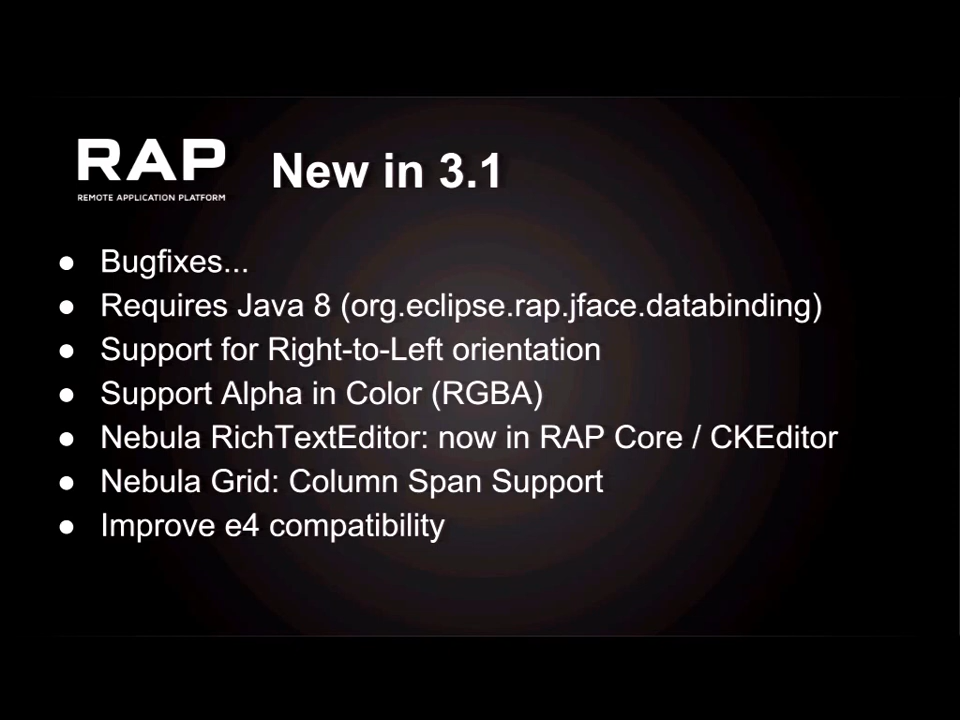 RAP
REMOTE APPLICATION PLATFORM
New in 3.1
● Bugfixes...
● Requires Java 8 (org.eclipse.rap.jface.databinding)
● Support for Right-to-Left orientation
● Support Alpha in Color (RGBA)
● Nebula RichTextEditor: now in RAP Core / CKEditor
● Nebula Grid: Column Span Support
● Improve e4 compatibility